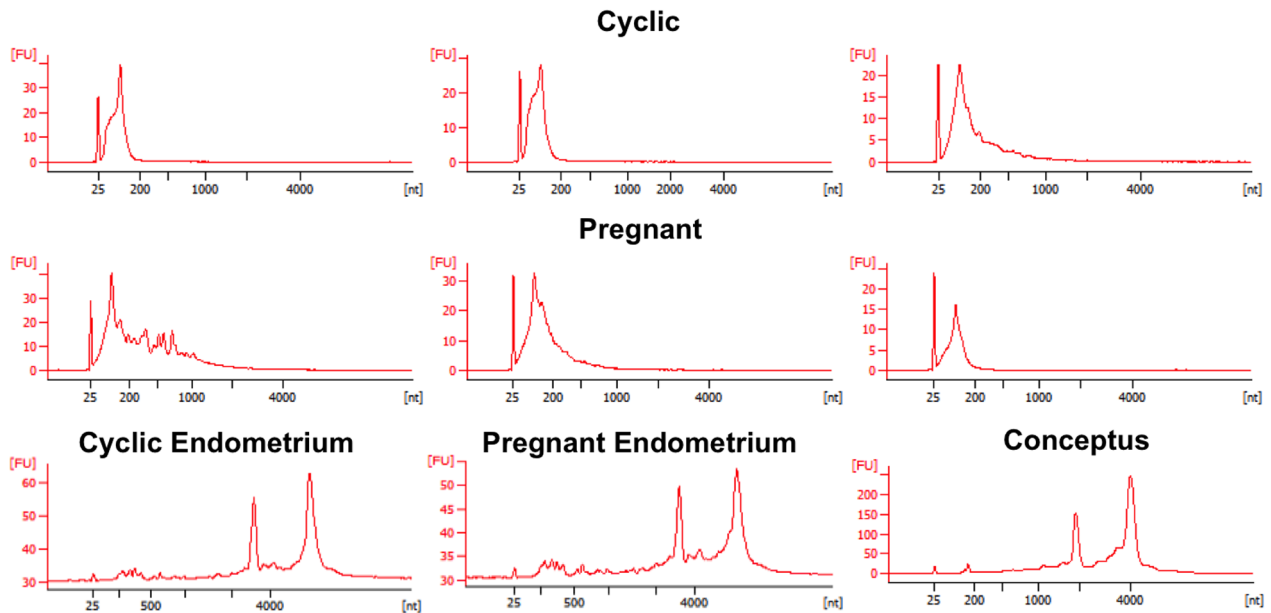 Cyclic
[FU] [FU] [FU]
30 20 25
20 10 20
10 0 15
0 10
5
0
25 200 1000 4000 [nt] 25 200 1000 2000 4000 [nt] 25 200 1000 4000 [nt]
Pregnant
[FU] [FU] [FU]
30 30 25
20 20 20
10 10 15
0 0 10
5
0
25 200 1000 4000 [nt] 25 200 1000 4000 [nt] 25 200 1000 4000 [nt]
Cyclic Endometrium Pregnant Endometrium Conceptus
[FU] [FU] [FU]
60 55 200
50 50 150
40 45 100
30 40 50
35 0
30
25 500 4000 [nt] 25 500 4000 [nt] 25 200 1000 4000 [nt]